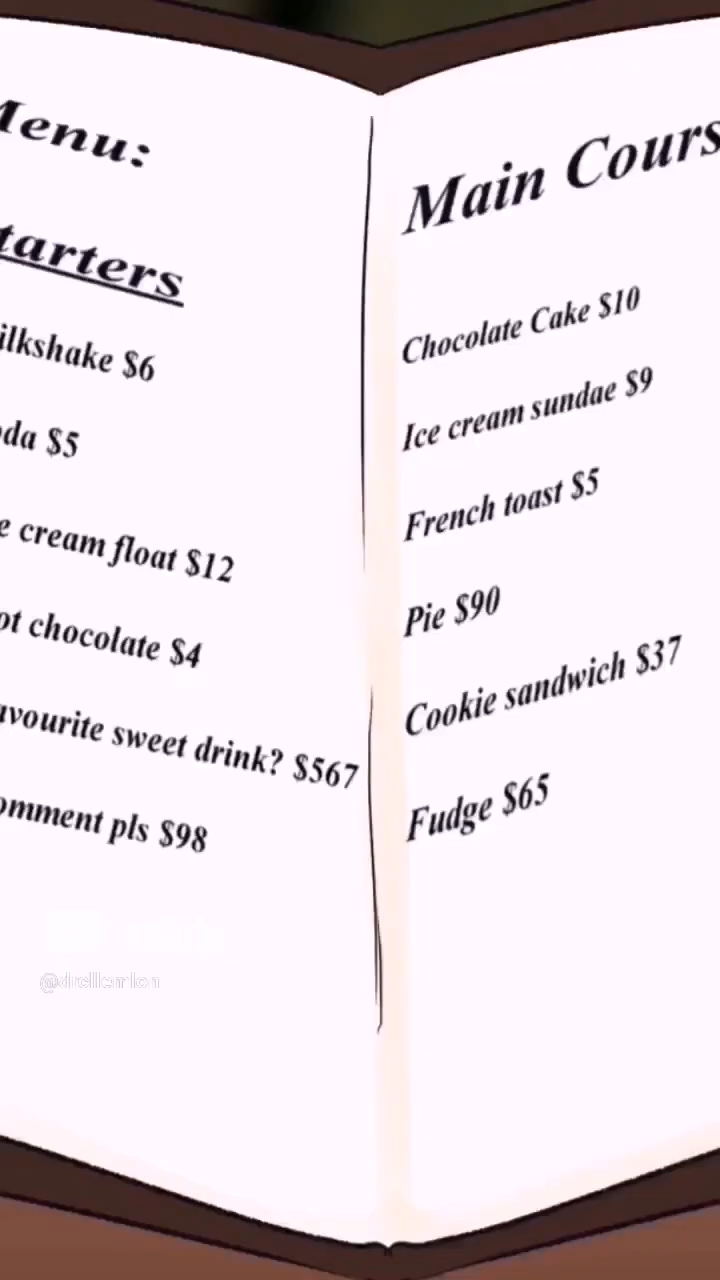 Menu:
tarters
ilkshake $6
oda $5
e cream float $12
ot chocolate $4
avourite sweet drink? $567
omment pls $98
Main Cours
Chocolate Cake $10
Ice cream sundae $9
French toast $5
Pie $90
Cookie sandwich $37
Fudge $65